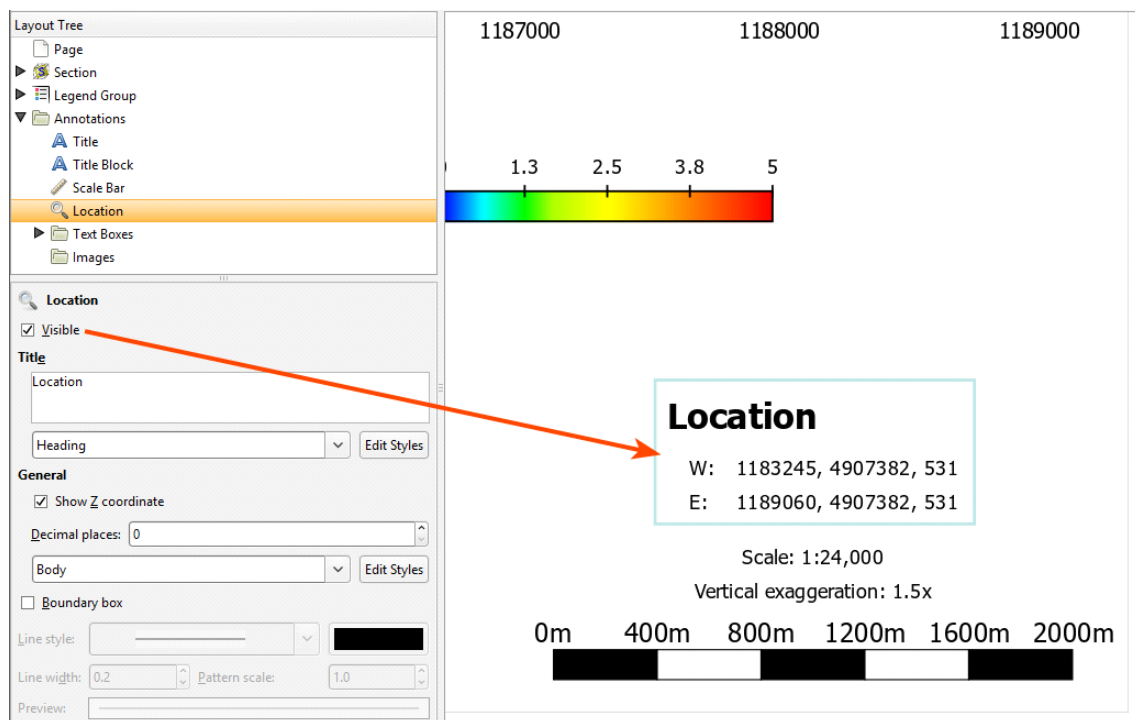 Layout Tree
Page
Section
Legend Group
Annotations
Title
Title Block
Scale Bar
Location
Text Boxes
Images
Location
Visible
Title
Location
Heading
Edit Styles
General
Show Z coordinate
Decimal places: 0
Body
Edit Styles
Boundary box
Line style:
Line width: 0.2 Pattern scale: 1.0
Preview:
1187000 1188000 1189000
1.3 2.5 3.8 5
Location
W: 1183245, 4907382, 531
E: 1189060, 4907382, 531
Scale: 1:24,000
Vertical exaggeration: 1.5x
0m 400m 800m 1200m 1600m 2000m